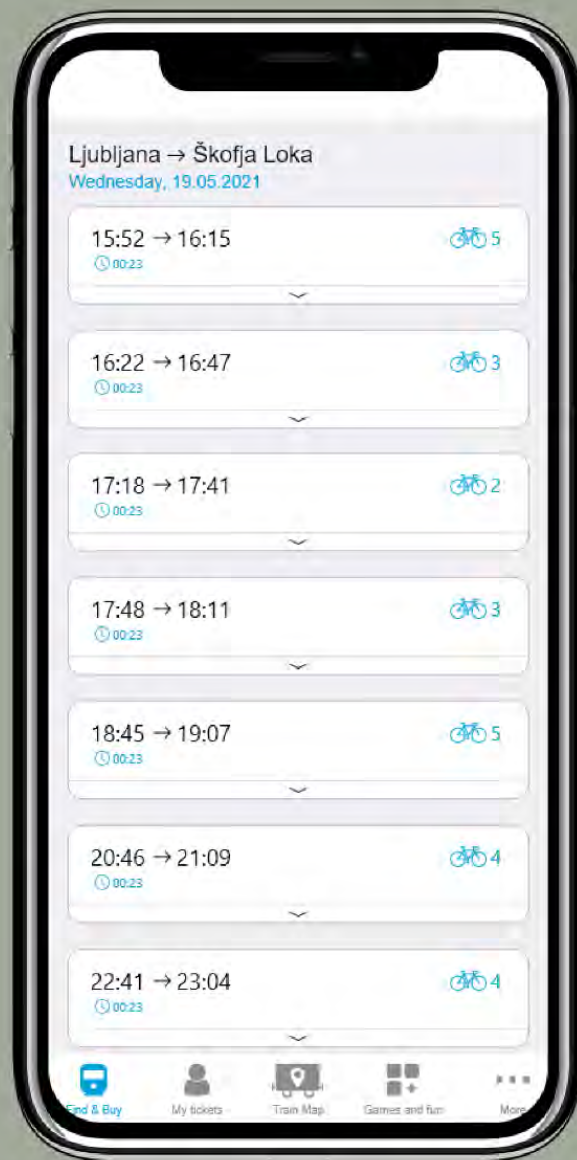 Ljubljana → Škofja Loka
Wednesday, 19.05.2021
15:52 → 16:15
5
00:23
16:22 → 16:47
3
00:23
17:18 → 17:41
2
00:23
17:48 → 18:11
3
00:23
18:45 → 19:07
5
00:23
20:46 → 21:09
4
00:23
22:41 → 23:04
4
00:23
Find & Buy My tickets Train Map Games and fun More